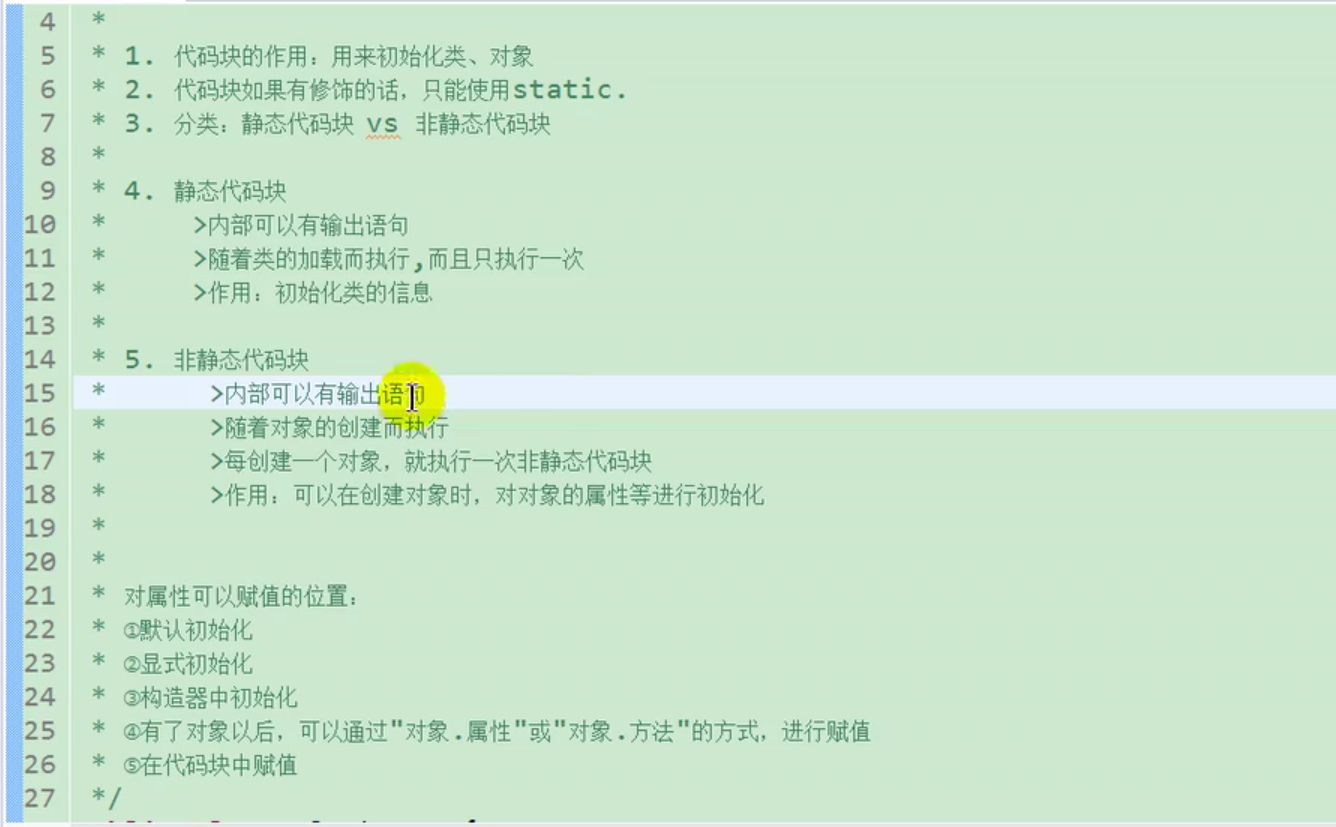 4 *
5 * 1. 代码块的作用：用来初始化类、对象
6 * 2. 代码块如果有修饰的话，只能使用static.
7 * 3. 分类：静态代码块 vs 非静态代码块
8 *
9 * 4. 静态代码块
10 * >内部可以有输出语句
11 * >随着类的加载而执行,而且只执行一次
12 * >作用：初始化类的信息
13 *
14 * 5. 非静态代码块
15 * >内部可以有输出语句
16 * >随着对象的创建而执行
17 * >每创建一个对象，就执行一次非静态代码块
18 * >作用：可以在创建对象时，对对象的属性等进行初始化
19 *
20 *
21 * 对属性可以赋值的位置：
22 * ①默认初始化
23 * ②显式初始化
24 * ③构造器中初始化
25 * ④有了对象以后，可以通过"对象.属性"或"对象.方法"的方式，进行赋值
26 * ⑤在代码块中赋值
27 */